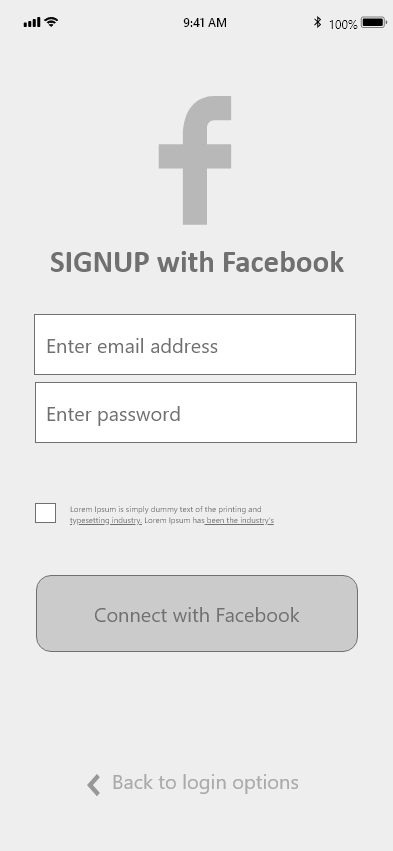 9:41 AM 100%
SIGNUP with Facebook
Enter email address
Enter password
Lorem Ipsum is simply dummy text of the printing and
typesetting industry. Lorem Ipsum has been the industry's
Connect with Facebook
Back to login options